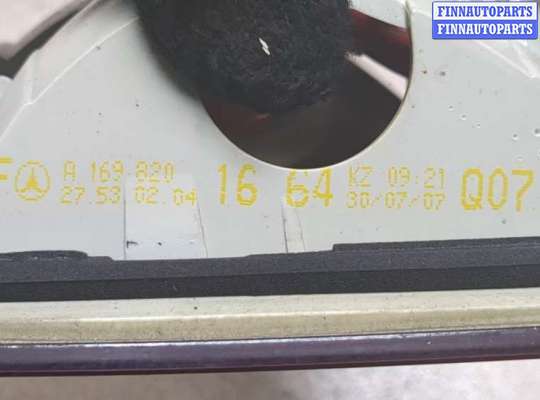 FINNAUTOPARTS
FINNAUTOPARTS
F A 169 820 16 64 KZ 09:21 Q07
27.53 02.04 30/07/07